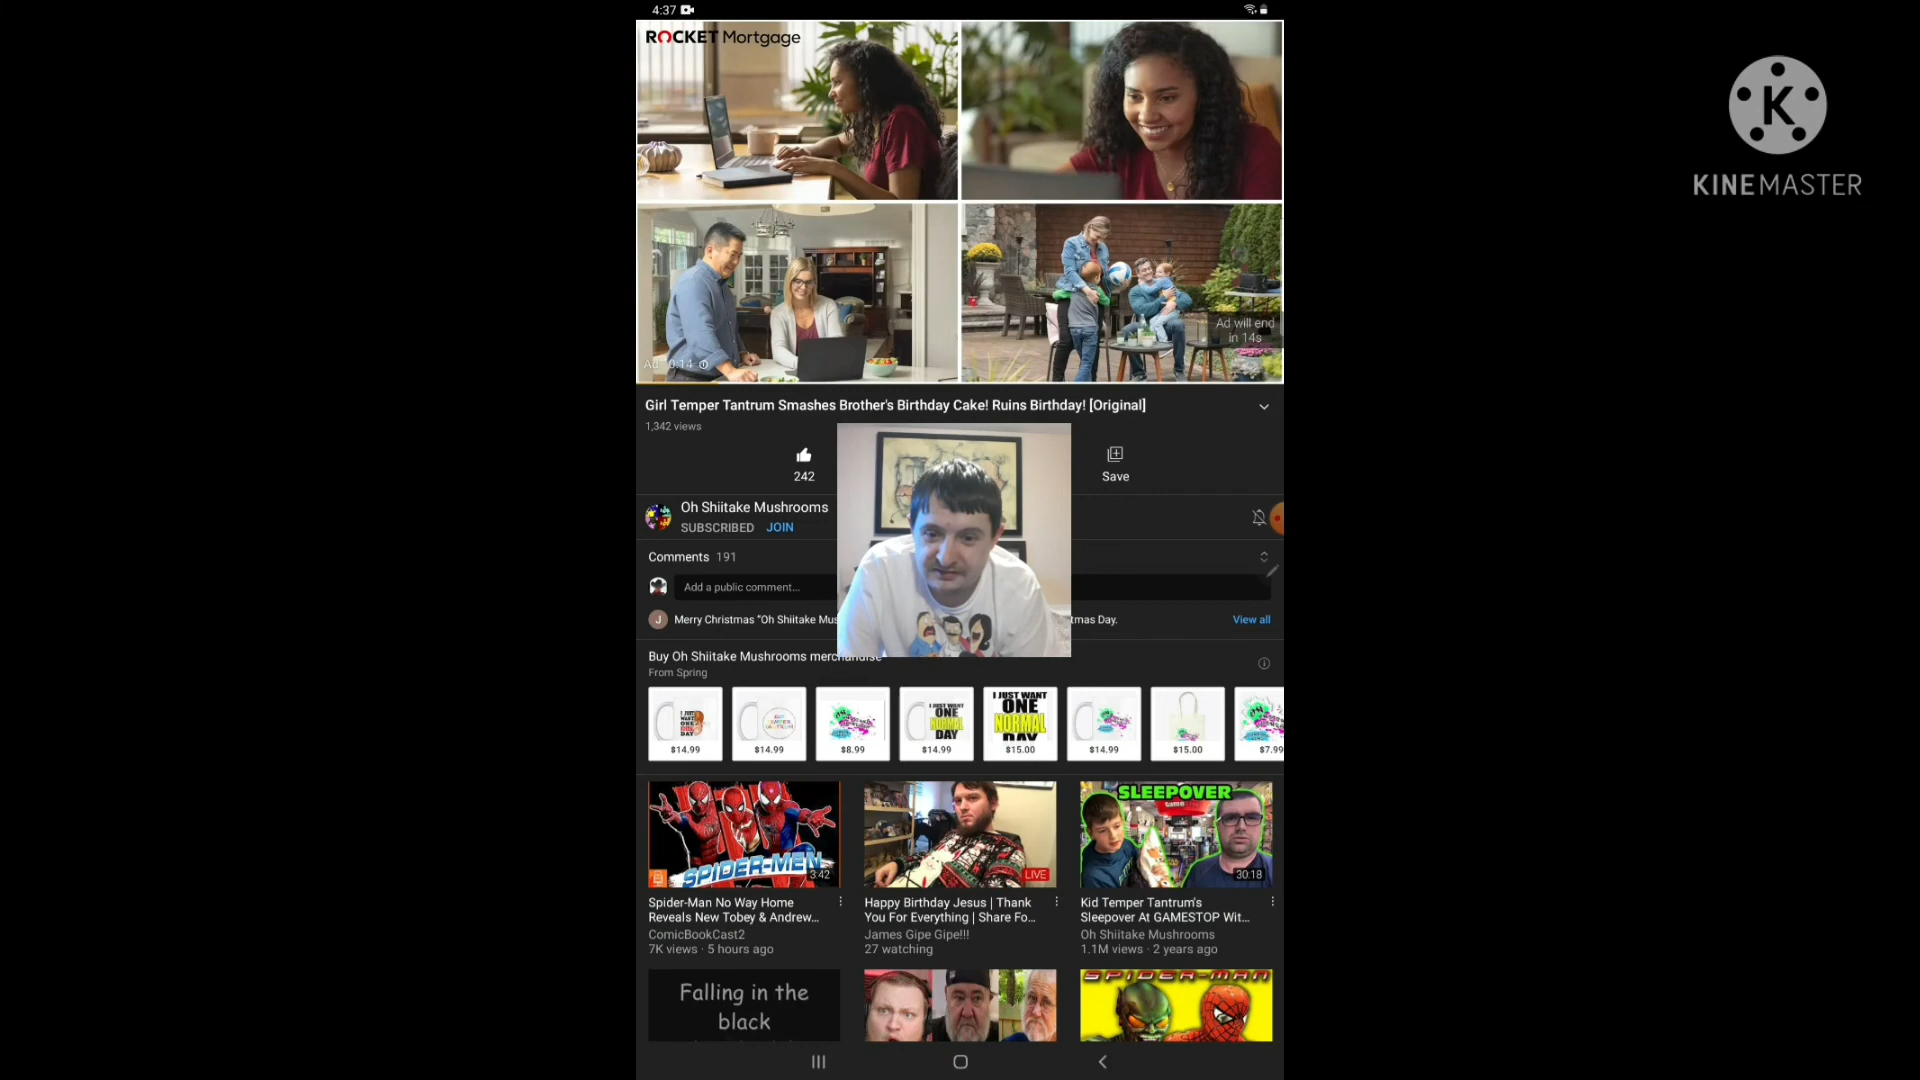 4:37
ROCKET Mortgage
KINEMASTER
Ad will end
in 14s
Ad · 0:14
Girl Temper Tantrum Smashes Brother's Birthday Cake! Ruins Birthday! [Original]
1,342 views
242
Save
Oh Shiitake Mushrooms
SUBSCRIBED JOIN
Comments 191
Add a public comment...
J Merry Christmas "Oh Shiitake Mus
tmas Day.
View all
Buy Oh Shiitake Mushrooms merchandise
From Spring
I JUST WANT ONE NORMAL DAY
I JUST WANT
ONE
NORMAL
DAY
$14.99
$14.99
$8.99
$14.99
$15.00
$14.99
$15.00
$7.99
SPIDER-MEN
3:42
LIVE
SLEEPOVER
Game
30:18
Spider-Man No Way Home
Reveals New Tobey & Andrew...
ComicBookCast2
7K views · 5 hours ago
Happy Birthday Jesus | Thank
You For Everything | Share Fo...
James Gipe Gipe!!!
27 watching
Kid Temper Tantrum's
Sleepover At GAMESTOP Wit...
Oh Shiitake Mushrooms
1.1M views · 2 years ago
Falling in the
black
SPIDER-MAN